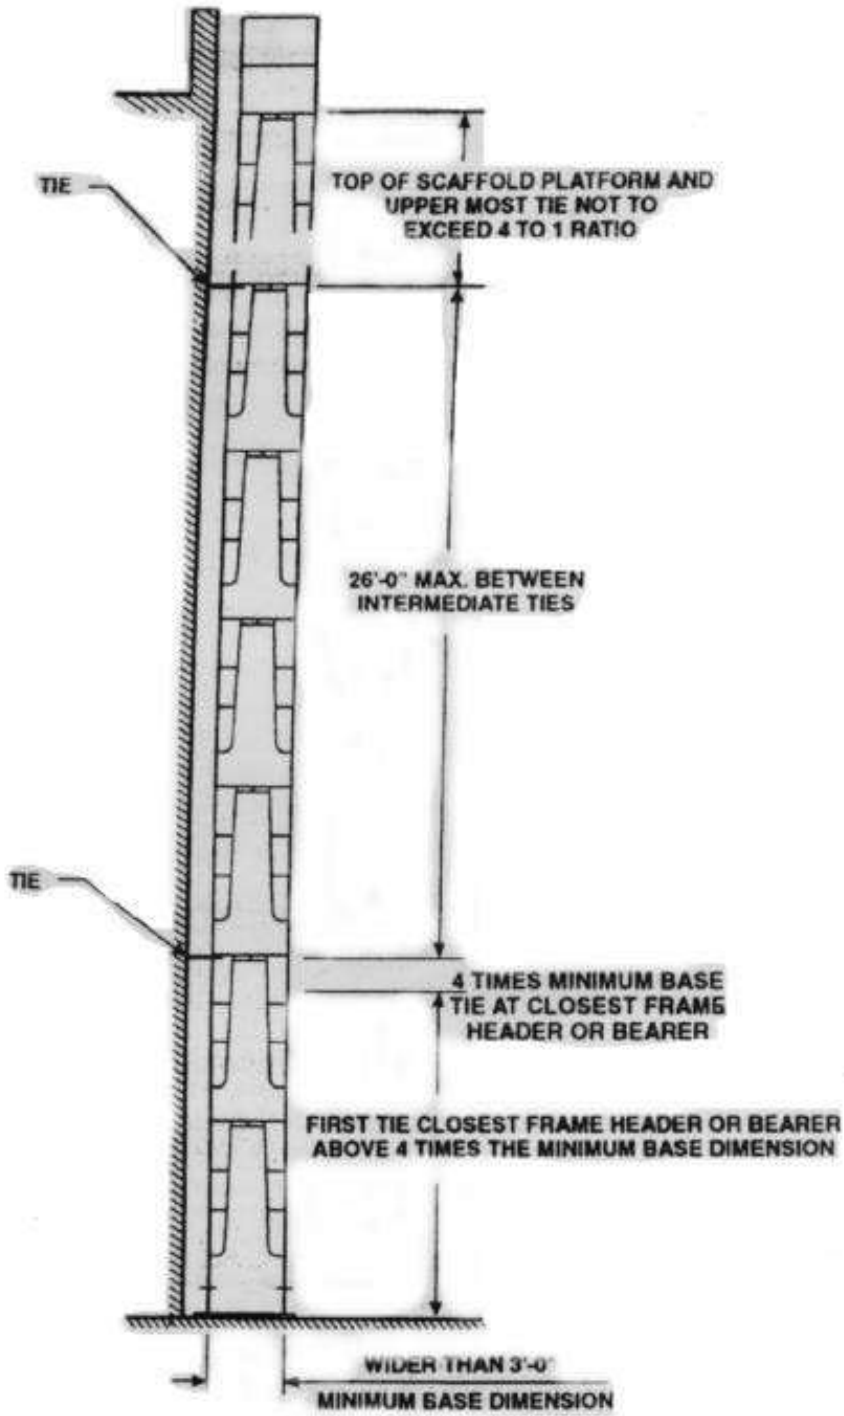 TIE
TOP OF SCAFFOLD PLATFORM AND
UPPER MOST TIE NOT TO
EXCEED 4 TO 1 RATIO
26'-0" MAX. BETWEEN
INTERMEDIATE TIES
TIE
4 TIMES MINIMUM BASE
TIE AT CLOSEST FRAME
HEADER OR BEARER
FIRST TIE CLOSEST FRAME HEADER OR BEARER
ABOVE 4 TIMES THE MINIMUM BASE DIMENSION
WIDER THAN 3'-0"
MINIMUM BASE DIMENSION